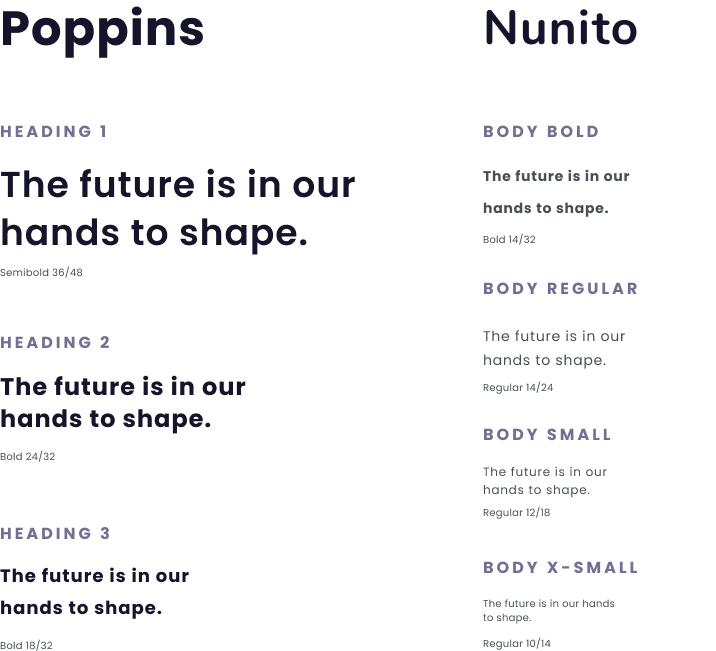 Poppins
HEADING 1
The future is in our
hands to shape.
Semibold 36/48
HEADING 2
The future is in our
hands to shape.
Bold 24/32
HEADING 3
The future is in our
hands to shape.
Bold 18/32
Nunito
BODY BOLD
The future is in our
hands to shape.
Bold 14/32
BODY REGULAR
The future is in our
hands to shape.
Regular 14/24
BODY SMALL
The future is in our
hands to shape.
Regular 12/18
BODY X-SMALL
The future is in our hands
to shape.
Regular 10/14